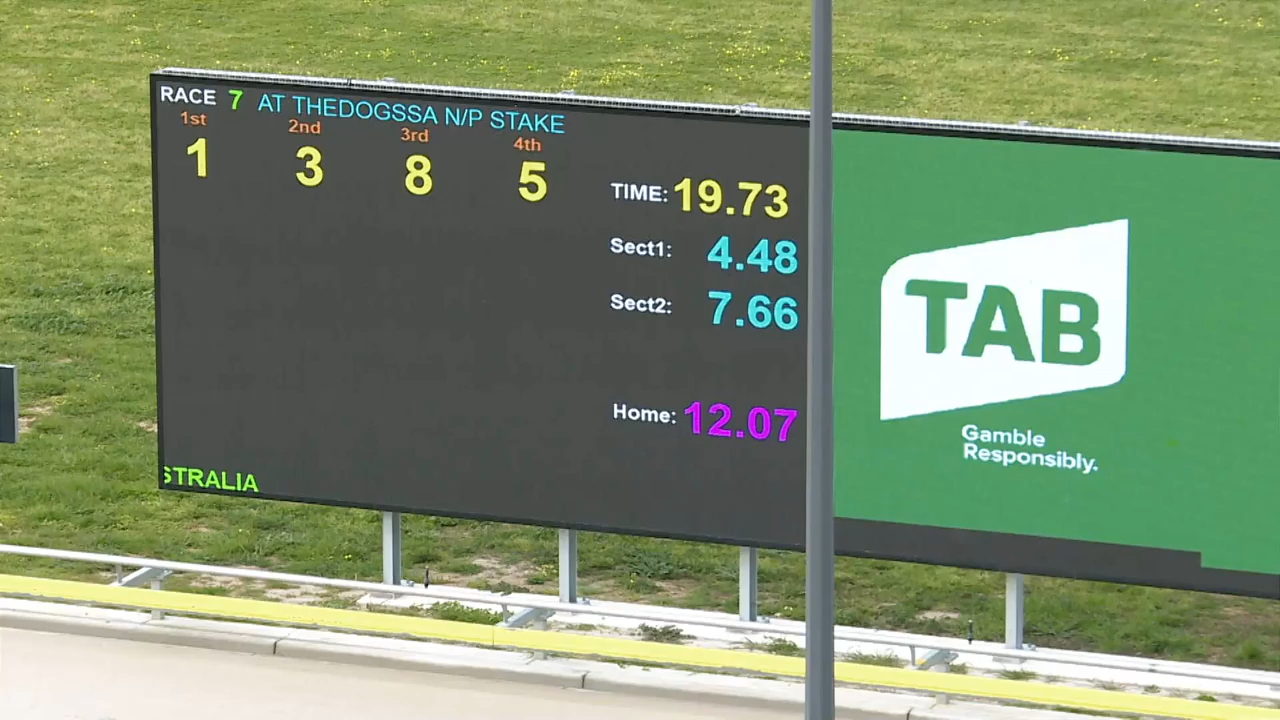 RACE 7 AT THEDOGSSA N/P STAKE
1st 2nd 3rd 4th
1 3 8 5
TIME: 19.73
Sect1: 4.48
Sect2: 7.66
Home: 12.07
STRALIA
TAB
Gamble
Responsibly.